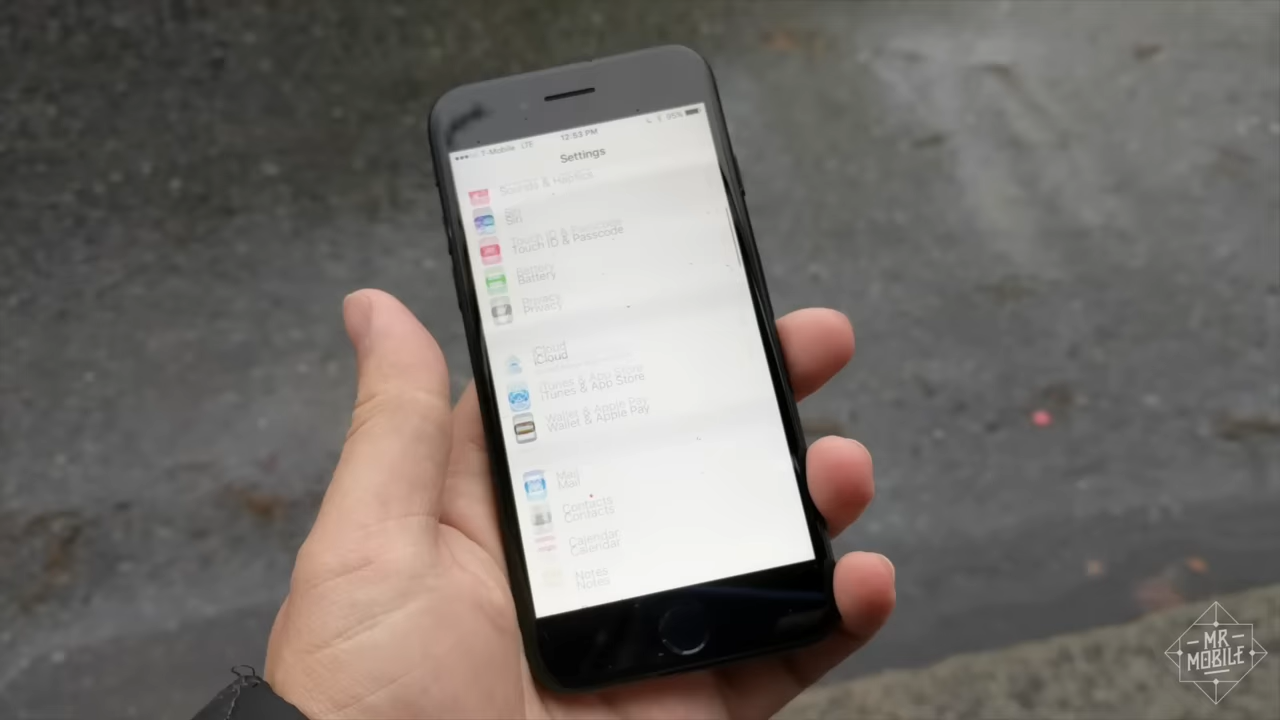 T-Mobile LTE 12:53 PM 95%
Settings
Sounds & Haptics
Siri
Touch ID & Passcode
Battery
Privacy
iCloud
iTunes & App Store
Wallet & Apple Pay
Mail
Contacts
Calendar
Notes
MR
MOBILE